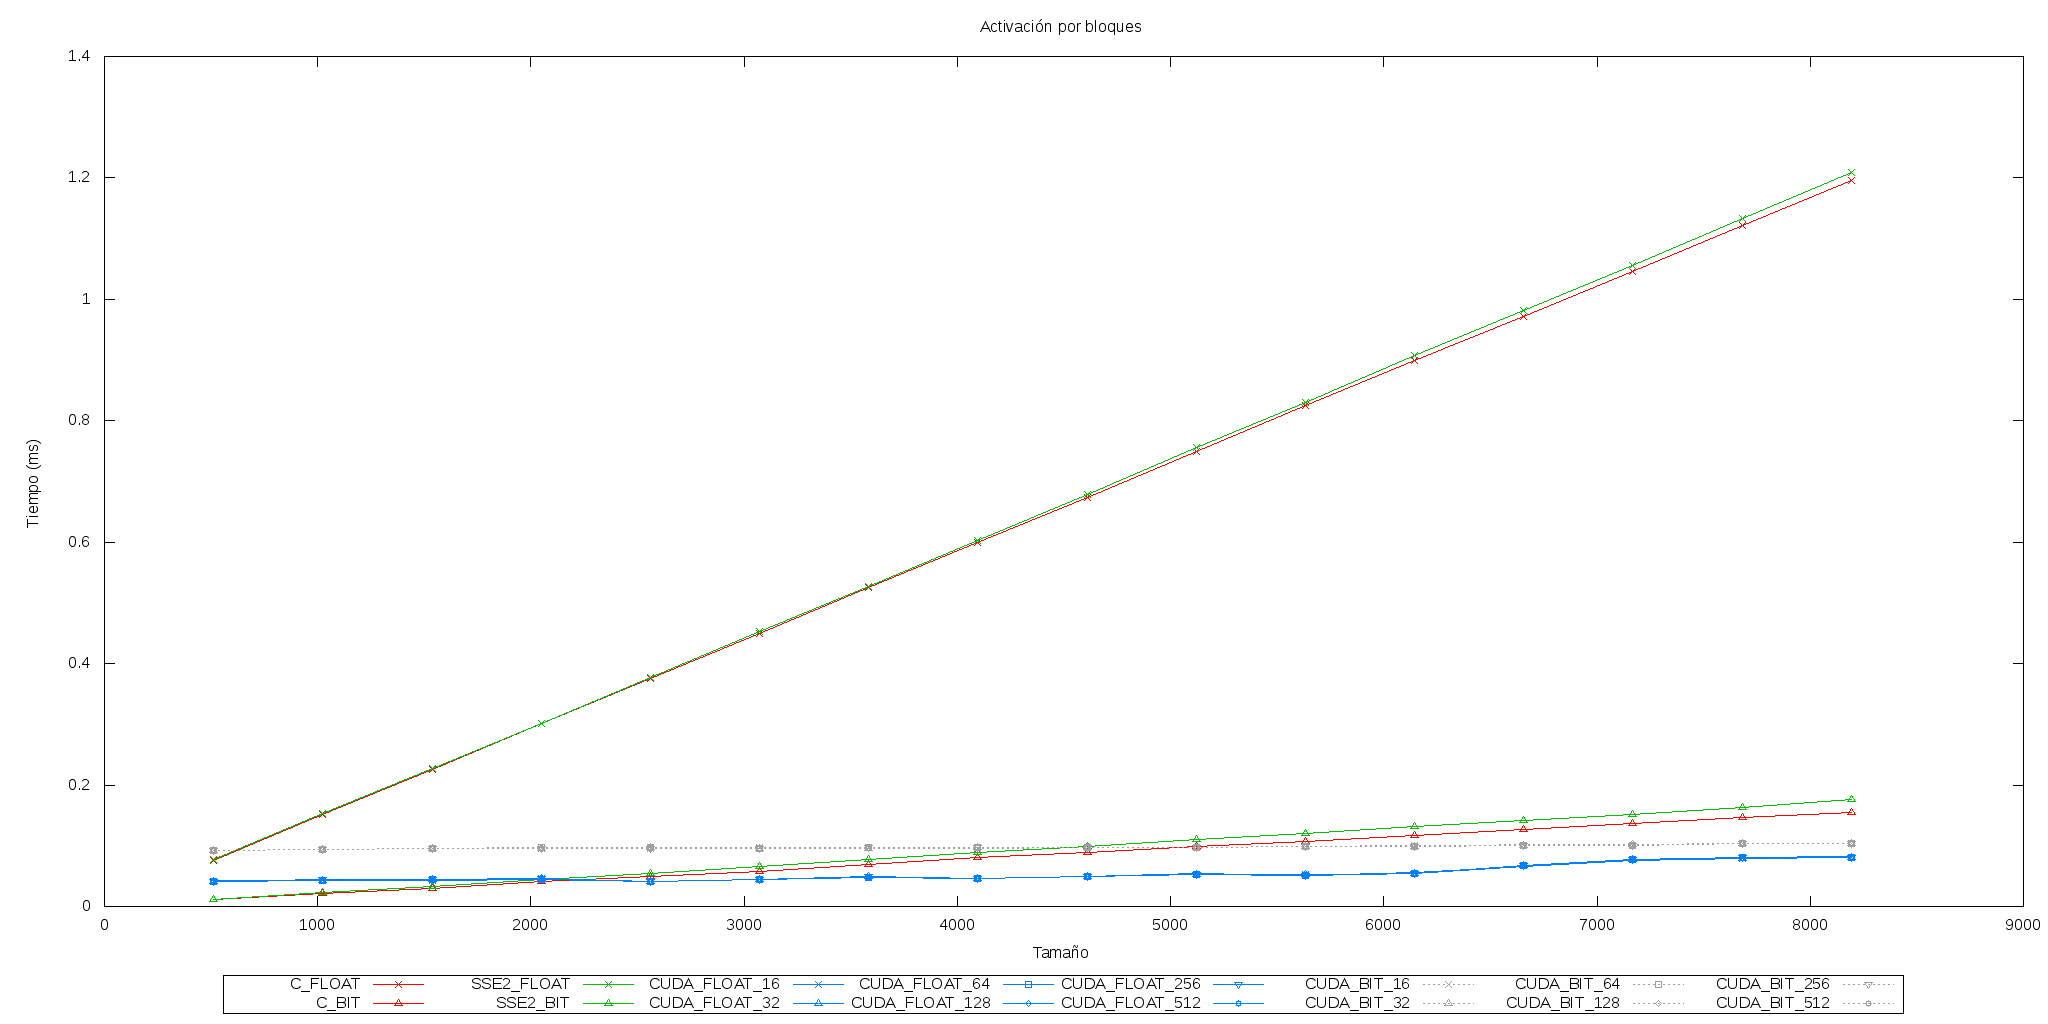 Activación por bloques
1.4
1.2
1
0.8
0.6
0.4
0.2
0
Tiempo (ms)
0 1000 2000 3000 4000 5000 6000 7000 8000 9000
Tamaño
C_FLOAT SSE2_FLOAT CUDA_FLOAT_16 CUDA_FLOAT_64 CUDA_FLOAT_256 CUDA_BIT_16 CUDA_BIT_64 CUDA_BIT_256
C_BIT SSE2_BIT CUDA_FLOAT_32 CUDA_FLOAT_128 CUDA_FLOAT_512 CUDA_BIT_32 CUDA_BIT_128 CUDA_BIT_512